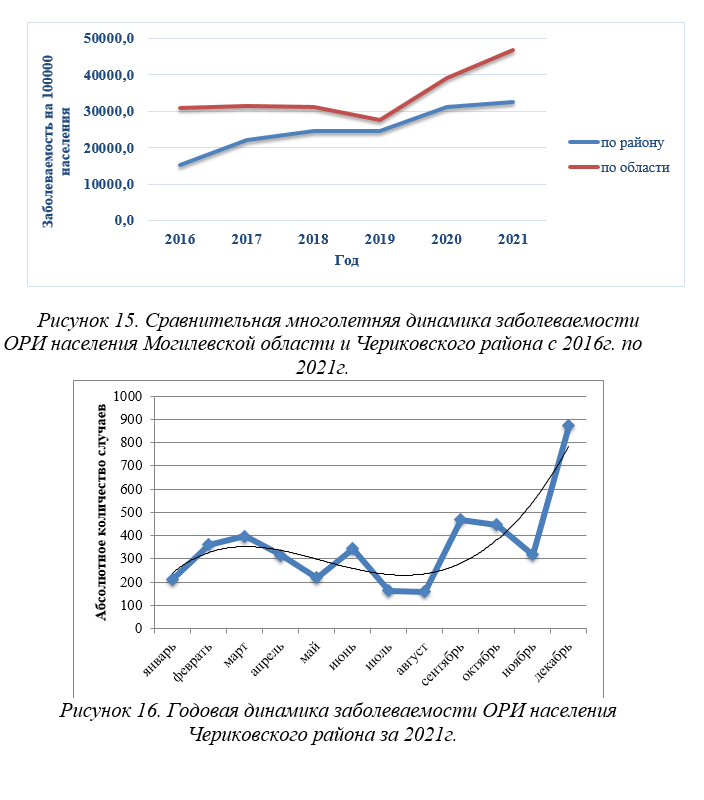 50000,0
40000,0
30000,0
20000,0
10000,0
0,0
Заболеваемость на 100000
населения
2016 2017 2018 2019 2020 2021
Год
по району
по области
Рисунок 15. Сравнительная многолетняя динамика заболеваемости
ОРИ населения Могилевской области и Чериковского района с 2016г. по
2021г.
1000
900
800
700
600
500
400
300
200
100
0
Абсолютное количество случаев
январь февраль март апрель май июнь июль август сентябрь октябрь ноябрь декабрь
Рисунок 16. Годовая динамика заболеваемости ОРИ населения
Чериковского района за 2021г.